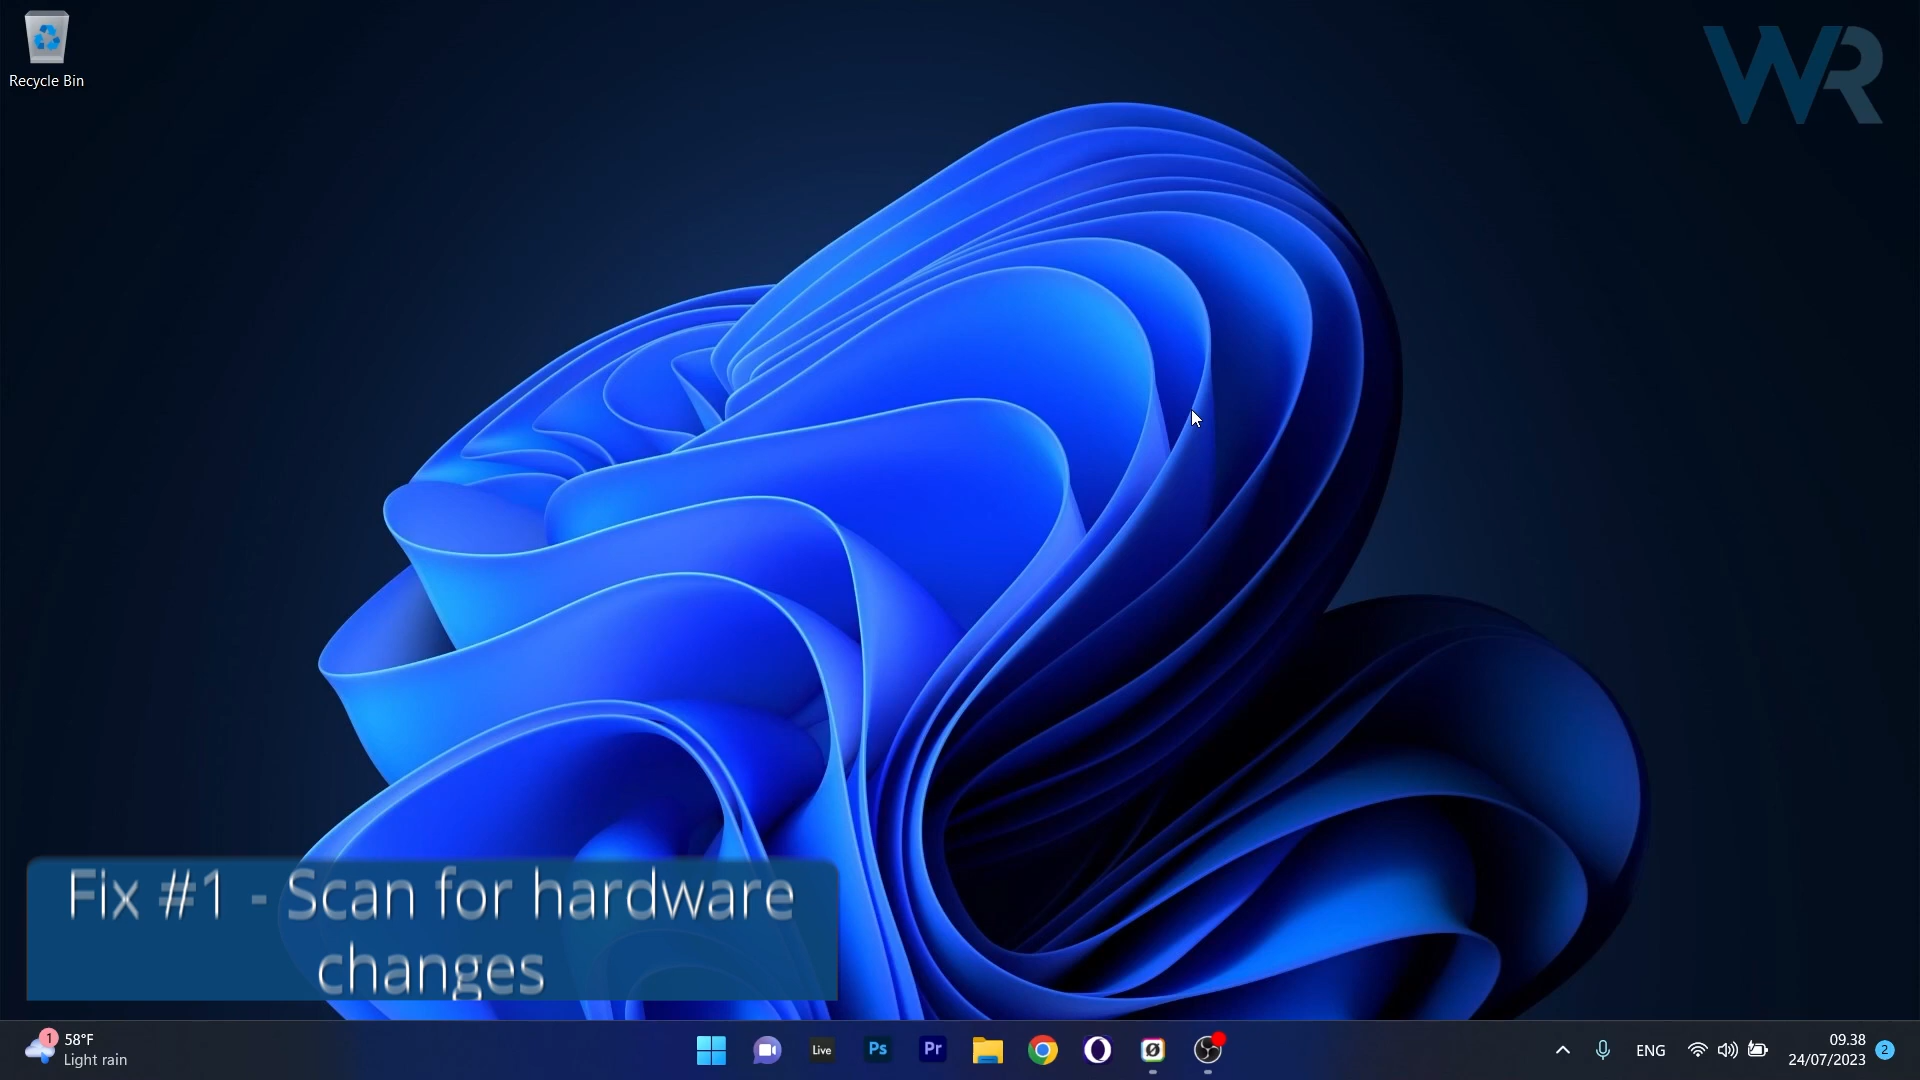 Recycle Bin
WR
Fix #1 - Scan for hardware
changes
1
58°F
Light rain
Live
Ps
Pr
ENG
09.38
24/07/2023
2